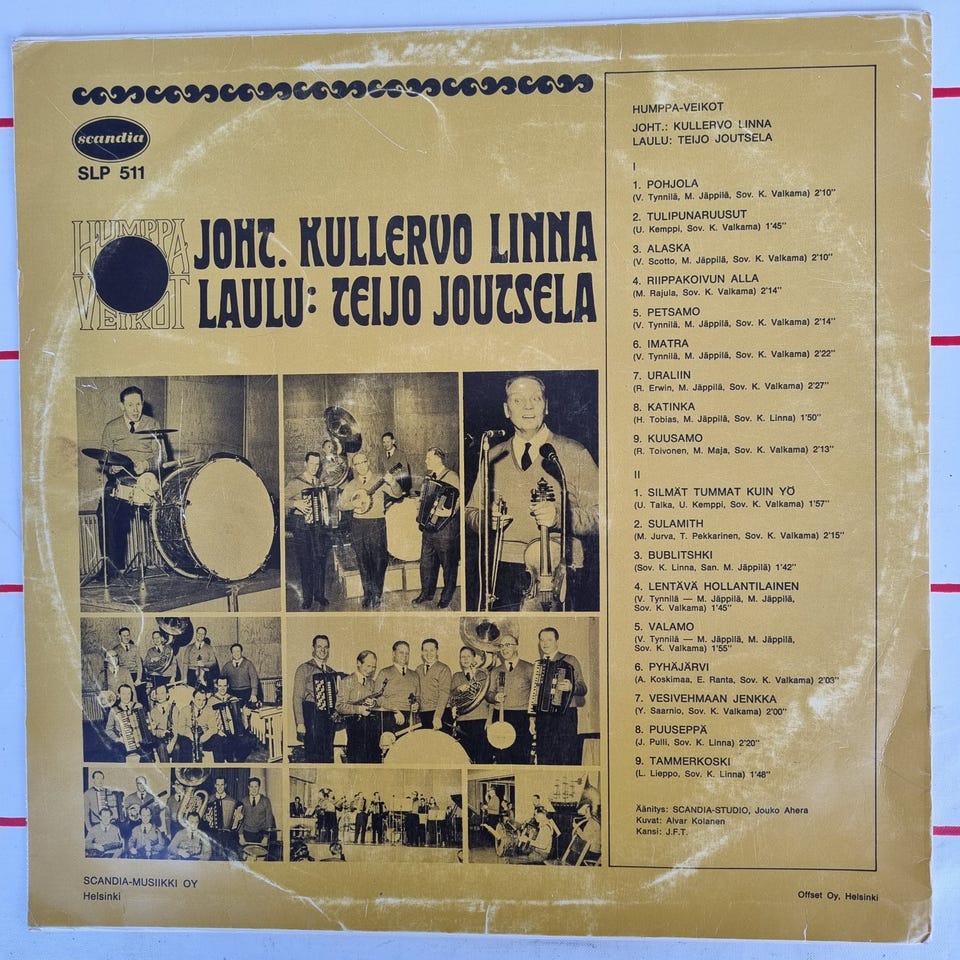 scandia
SLP 511
HUMPPA
VEIKOT
JOHT. KULLERVO LINNA
LAULU: TEIJO JOUTSELA
HUMPPA-VEIKOT
JOHT.: KULLERVO LINNA
LAULU: TEIJO JOUTSELA
I
1. POHJOLA
(V. Tynnilä, M. Jäppilä, Sov. K. Valkama) 2'10"
2. TULIPUNARUUSUT
(U. Kemppi, Sov. K. Valkama) 1'45"
3. ALASKA
(V. Scotto, M. Jäppilä, Sov. K. Valkama) 2'10"
4. RIIPPAKOIVUN ALLA
(M. Rajula, Sov. K. Valkama) 2'14"
5. PETSAMO
(V. Tynnilä, M. Jäppilä, Sov. K. Valkama) 2'14"
6. IMATRA
(V. Tynnilä, M. Jäppilä, Sov. K. Valkama) 2'22"
7. URALIIN
(R. Erwin, M. Jäppilä, Sov. K. Valkama) 2'27"
8. KATINKA
(H. Tobias, M. Jäppilä, Sov. K. Linna) 1'50"
9. KUUSAMO
(R. Toivonen, M. Maja, Sov. K. Valkama) 2'13"
II
1. SILMÄT TUMMAT KUIN YÖ
(U. Talka, U. Kemppi, Sov. K. Valkama) 1'57"
2. SULAMITH
(M. Jurva, T. Pekkarinen, Sov. K. Valkama) 2'15"
3. BUBLITSHKI
(Sov. K. Linna, San. M. Jäppilä) 1'42"
4. LENTÄVÄ HOLLANTILAINEN
(V. Tynnilä — M. Jäppilä, M. Jäppilä,
Sov. K. Valkama) 1'45"
5. VALAMO
(V. Tynnilä — M. Jäppilä, M. Jäppilä,
Sov. K. Valkama) 1'55"
6. PYHÄJÄRVI
(A. Koskimaa, E. Ranta, Sov. K. Valkama) 2'03"
7. VESIVEHMAAN JENKKA
(Y. Saarnio, Sov. K. Valkama) 2'00"
8. PUUSEPPÄ
(J. Pulli, Sov. K. Linna) 2'20"
9. TAMMERKOSKI
(L. Lieppo, Sov. K. Linna) 1'48"
Äänitys: SCANDIA-STUDIO, Jouko Ahera
Kuvat: Alvar Kolanen
Kansi: J.F.T.
SCANDIA-MUSIIKKI OY
Helsinki
Offset Oy, Helsinki